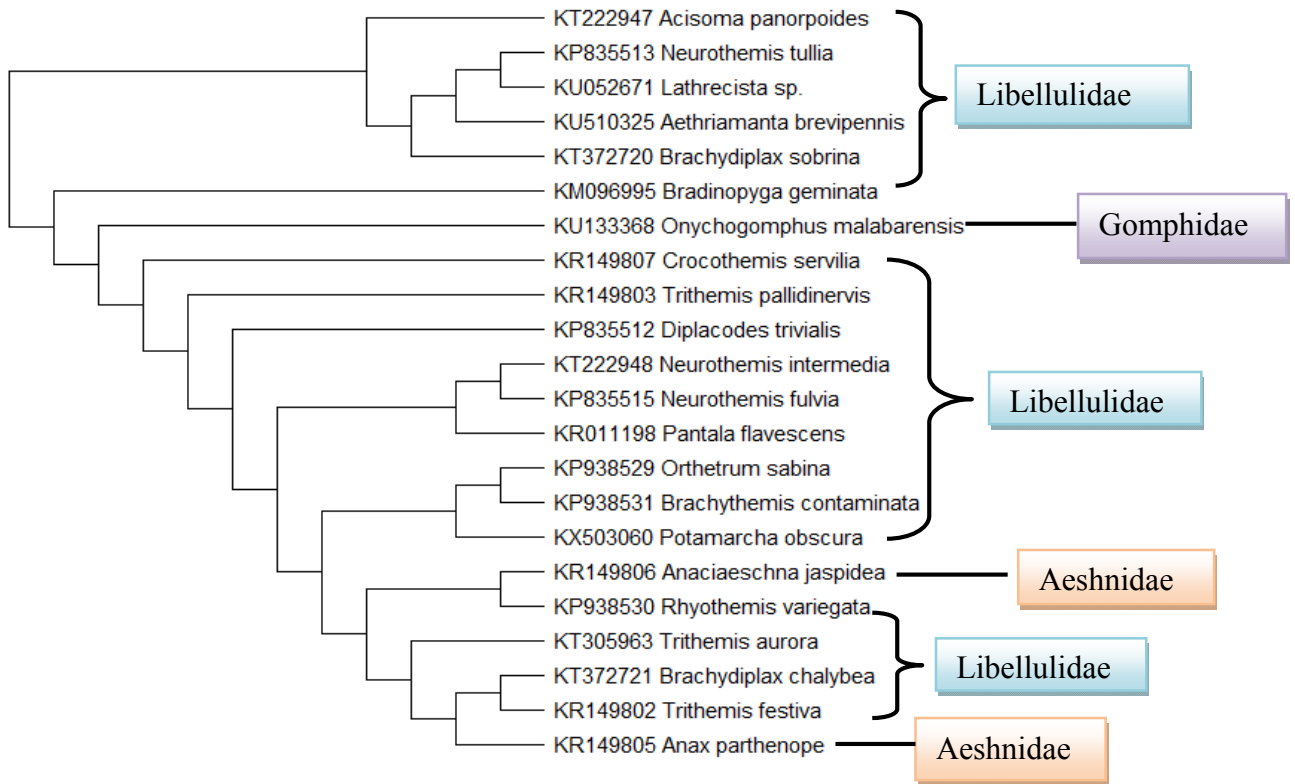 KT222947 Acisoma panorpoides
KP835513 Neurothemis tullia
KU052671 Lathrecista sp.
KU510325 Aethriamanta brevipennis
KT372720 Brachydiplax sobrina
KM096995 Bradinopyga geminata
Libellulidae
KU133368 Onychogomphus malabarensis
Gomphidae
KR149807 Crocothemis servilia
KR149803 Trithemis pallidinervis
KP835512 Diplacodes trivialis
KT222948 Neurothemis intermedia
KP835515 Neurothemis fulvia
KR011198 Pantala flavescens
KP938529 Orthetrum sabina
KP938531 Brachythemis contaminata
KX503060 Potamarcha obscura
Libellulidae
KR149806 Anaciaeschna jaspidea
Aeshnidae
KP938530 Rhyothemis variegata
KT305963 Trithemis aurora
KT372721 Brachydiplax chalybea
KR149802 Trithemis festiva
Libellulidae
KR149805 Anax parthenope
Aeshnidae